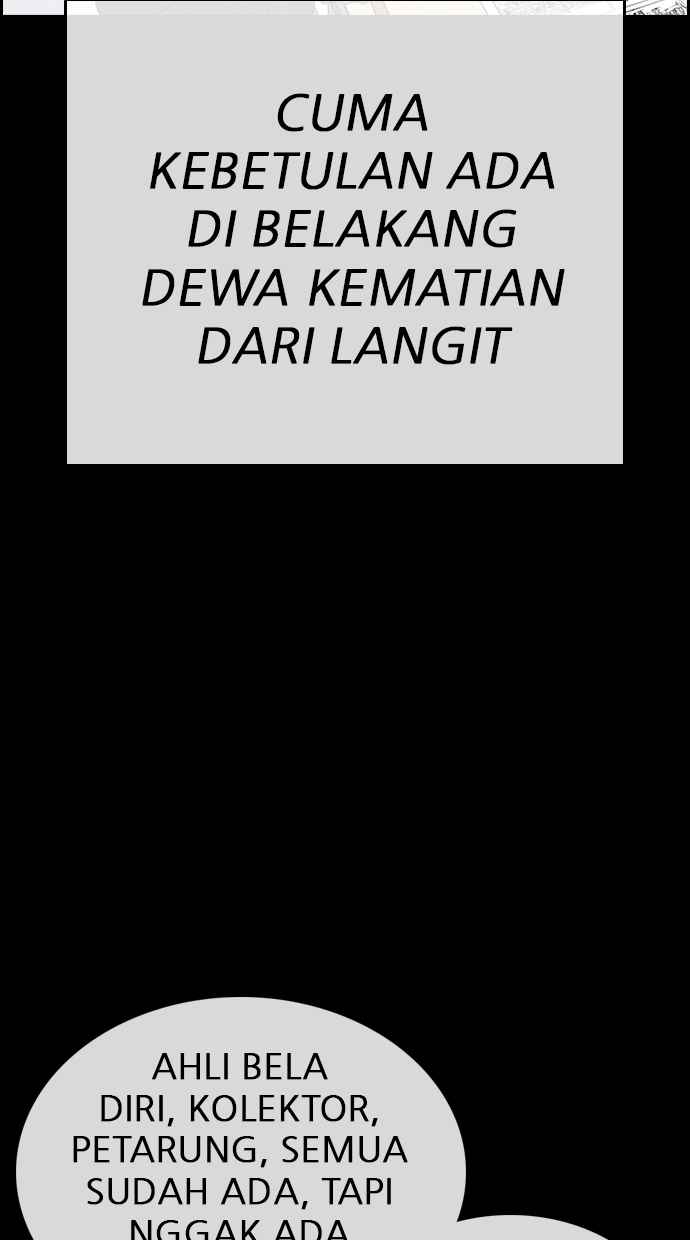 CUMA
KEBETULAN ADA
DI BELAKANG
DEWA KEMATIAN
DARI LANGIT
AHLI BELA
DIRI, KOLEKTOR,
PETARUNG, SEMUA
SUDAH ADA, TAPI
NGGAK ADA